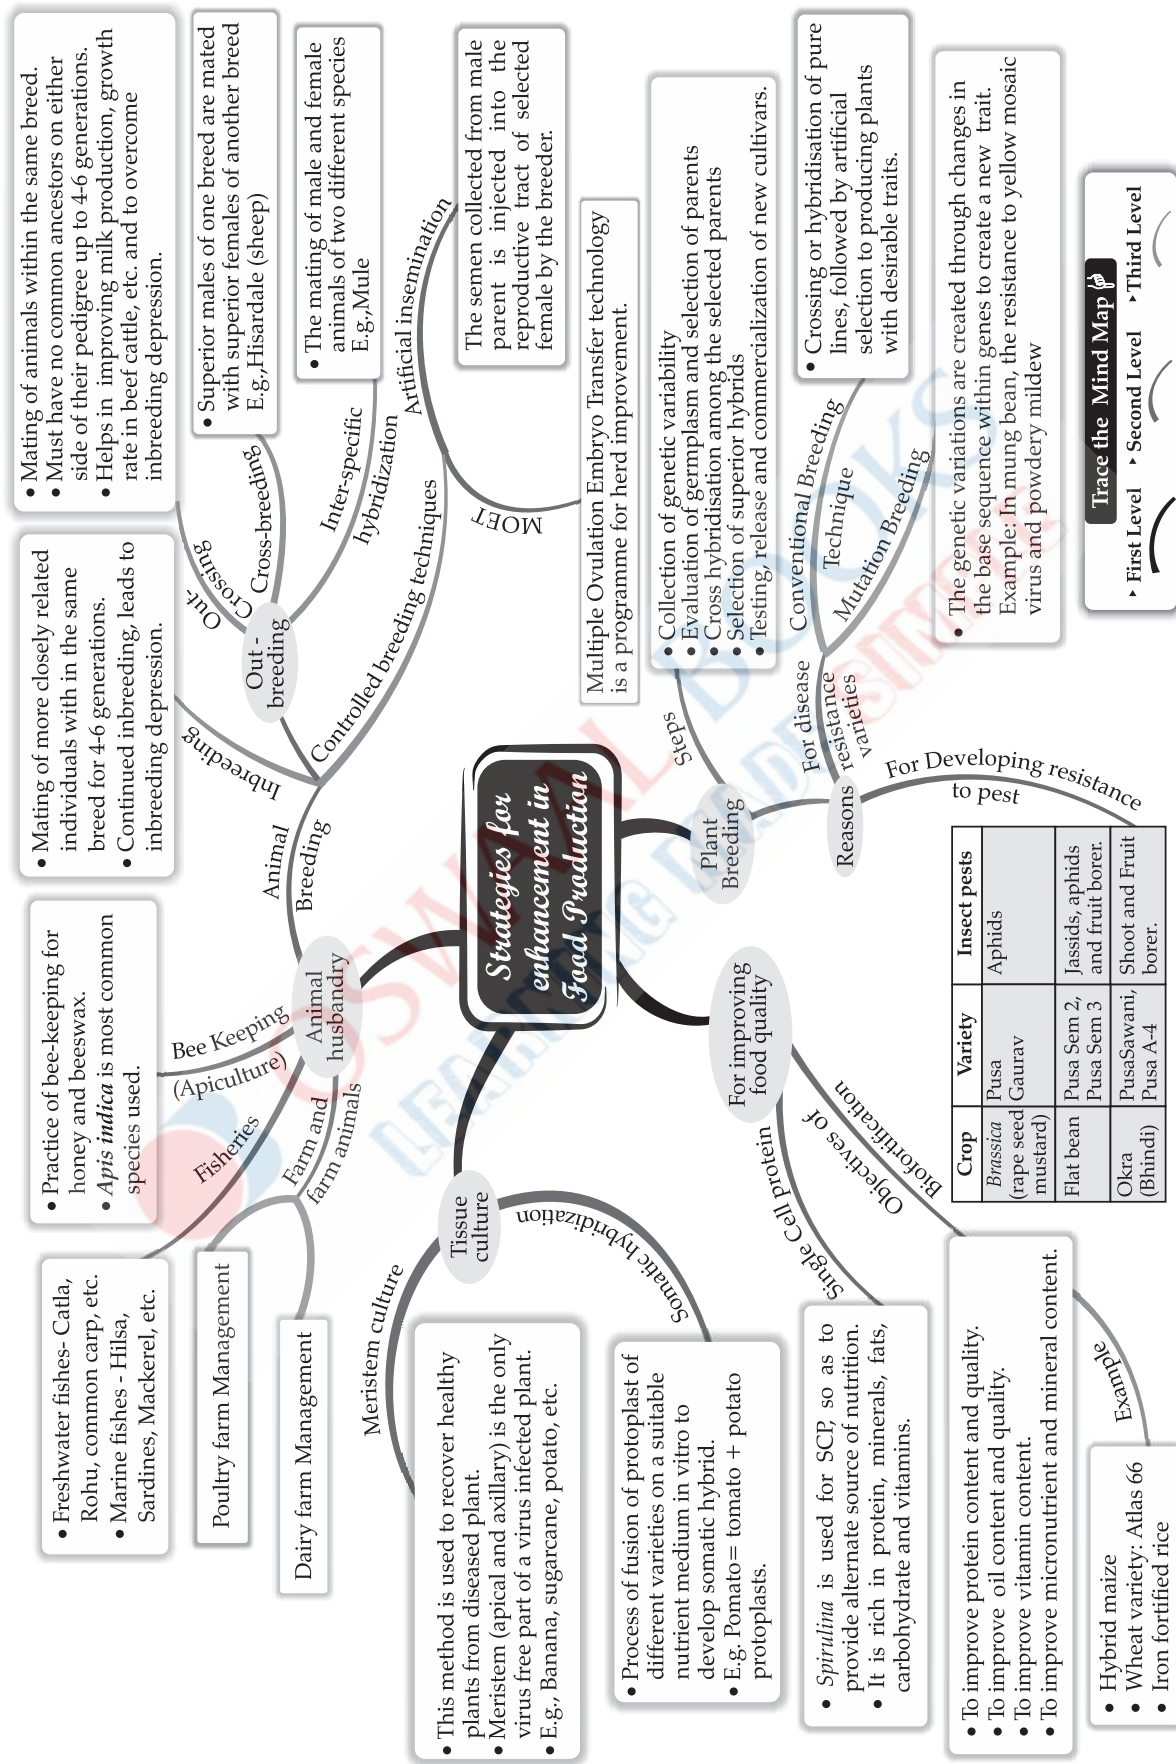 Strategies for
enhancement in
Food Production
Animal
husbandry
Fisheries
• Freshwater fishes- Catla,
Rohu, common carp, etc.
• Marine fishes - Hilsa,
Sardines, Mackerel, etc.
Farm and
farm animals
Poultry farm Management
Dairy farm Management
Bee Keeping
(Apiculture)
• Practice of bee-keeping for
honey and beeswax.
• Apis indica is most common
species used.
Animal
Breeding
Inbreeding
• Mating of more closely related
individuals with in the same
breed for 4-6 generations.
• Continued inbreeding, leads to
inbreeding depression.
Out -
breeding
Out-
Crossing
• Mating of animals within the same breed.
• Must have no common ancestors on either
side of their pedigree up to 4-6 generations.
• Helps in improving milk production, growth
rate in beef cattle, etc. and to overcome
inbreeding depression.
Cross-breeding
• Superior males of one breed are mated
with superior females of another breed
E.g.,Hisardale (sheep)
Inter-specific
hybridization
• The mating of male and female
animals of two different species
E.g.,Mule
Controlled breeding techniques
Artificial insemination
The semen collected from male
parent is injected into the
reproductive tract of selected
female by the breeder.
MOET
Multiple Ovulation Embryo Transfer technology
is a programme for herd improvement.
Plant
Breeding
Steps
• Collection of genetic variability
• Evaluation of germplasm and selection of parents
• Cross hybridisation among the selected parents
• Selection of superior hybrids
• Testing, release and commercialization of new cultivars.
Reasons
For disease
resistance
varieties
Conventional Breeding
Technique
• Crossing or hybridisation of pure
lines, followed by artificial
selection to producing plants
with desirable traits.
Mutation Breeding
• The genetic variations are created through changes in
the base sequence within genes to create a new trait.
Example: In mung bean, the resistance to yellow mosaic
virus and powdery mildew
For Developing resistance
to pest
Crop Variety Insect pests
Brassica
(rape seed
mustard)
Pusa
Gaurav
Aphids
Flat bean
Pusa Sem 2,
Pusa Sem 3
Jassids, aphids
and fruit borer.
Okra
(Bhindi)
PusaSawani,
Pusa A-4
Shoot and Fruit
borer.
Tissue
culture
Meristem culture
• This method is used to recover healthy
plants from diseased plant.
• Meristem (apical and axillary) is the only
virus free part of a virus infected plant.
• E.g., Banana, sugarcane, potato, etc.
Somatic hybridization
• Process of fusion of protoplast of
different varieties on a suitable
nutrient medium in vitro to
develop somatic hybrid.
• E.g. Pomato= tomato + potato
protoplasts.
For improving
food quality
Single Cell protein
• Spirulina is used for SCP, so as to
provide alternate source of nutrition.
• It is rich in protein, minerals, fats,
carbohydrate and vitamins.
Objectives of
Biofortification
• To improve protein content and quality.
• To improve oil content and quality.
• To improve vitamin content.
• To improve micronutrient and mineral content.
Example
• Hybrid maize
• Wheat variety: Atlas 66
• Iron fortified rice
Trace the Mind Map
▸ First Level ▸ Second Level ▸ Third Level
OSWAAL BOOKS
LEARNING MADE SIMPLE